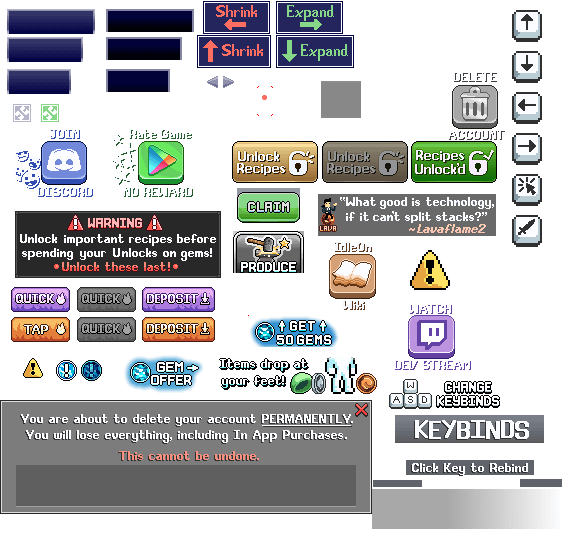 Shrink
Expand
Shrink
Expand
DELETE
ACCOUNT
JOIN
DISCORD
Rate Game
NO REWARD
Unlock
Recipes
Unlock
Recipes
Recipes
Unlock'd
CLAIM
"What good is technology,
if it can't split stacks?"
~Lavaflame2
LAVA
WARNING
Unlock important recipes before
spending your Unlocks on gems!
•Unlock these last!•
PRODUCE
IdleOn
Wiki
QUICK
QUICK
DEPOSIT
TAP
QUICK
DEPOSIT
GET
50 GEMS
WATCH
DEV STREAM
GEM
OFFER
Items drop at
your feet!
W
A S D
CHANGE
KEYBINDS
You are about to delete your account PERMANENTLY.
You will lose everything, including In App Purchases.
This cannot be undone.
KEYBINDS
Click Key to Rebind